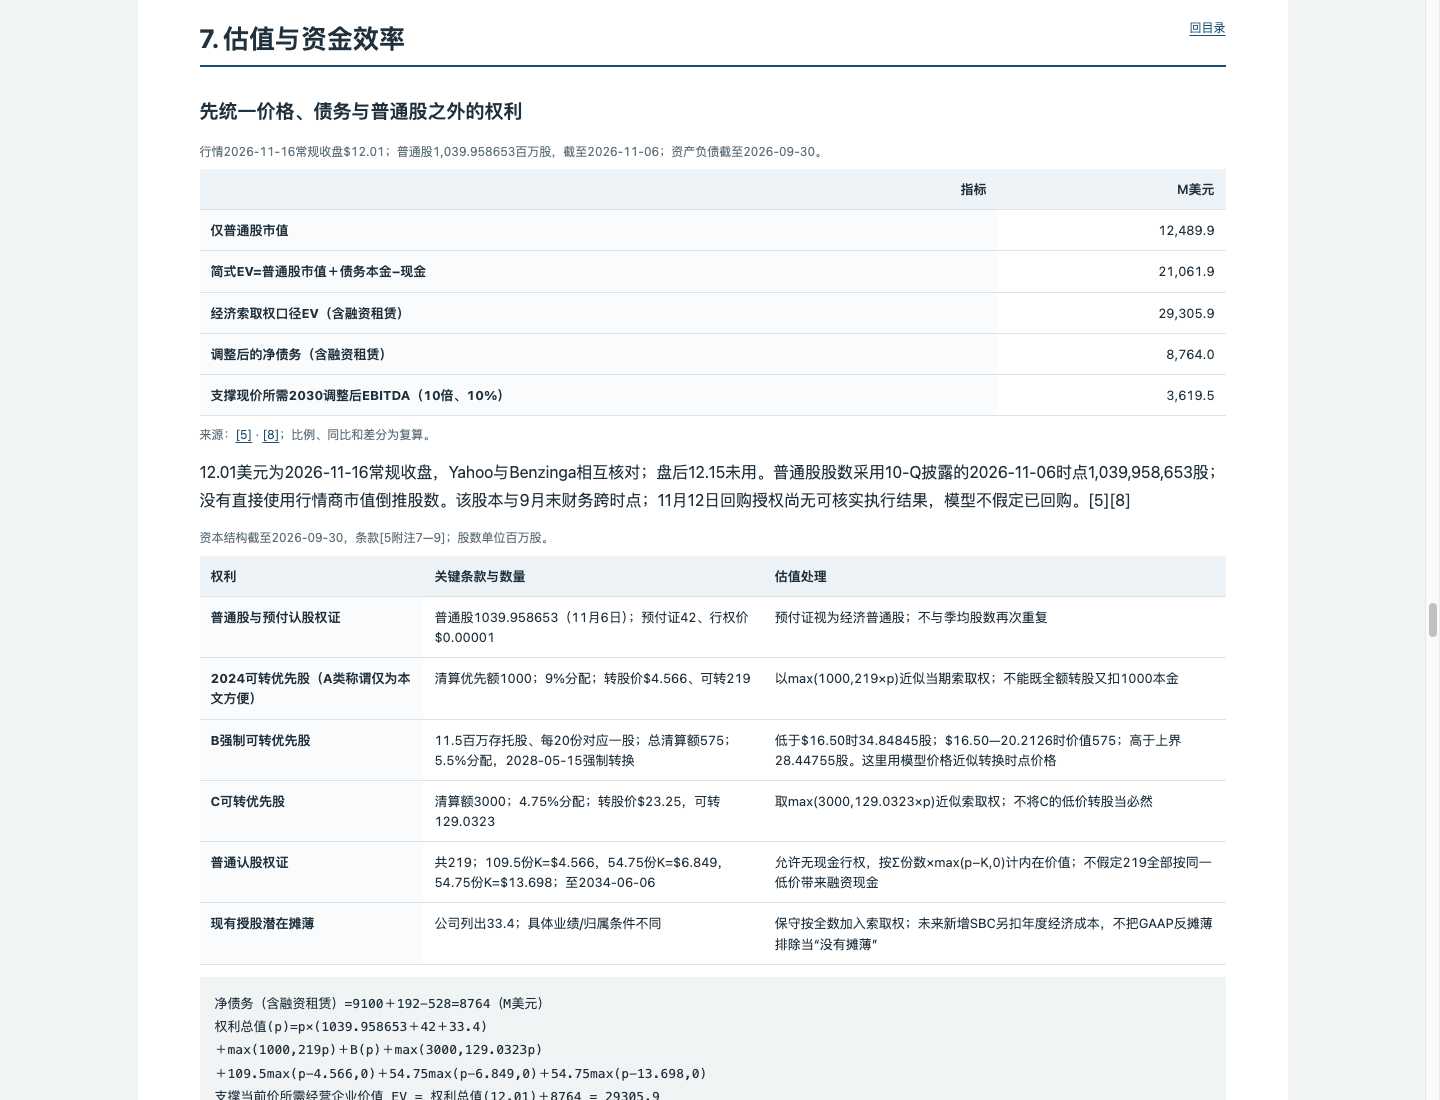 7. 估值与资金效率
回目录
先统一价格、债务与普通股之外的权利
行情2026-11-16常规收盘$12.01；普通股1,039.958653百万股，截至2026-11-06；资产负债截至2026-09-30。
指标 M美元
仅普通股市值 12,489.9
简式EV=普通股市值＋债务本金−现金 21,061.9
经济索取权口径EV（含融资租赁） 29,305.9
调整后的净债务（含融资租赁） 8,764.0
支撑现价所需2030调整后EBITDA（10倍、10%） 3,619.5
来源：[5] · [8]；比例、同比和差分为复算。
12.01美元为2026-11-16常规收盘，Yahoo与Benzinga相互核对；盘后12.15未用。普通股股数采用10-Q披露的2026-11-06时点1,039,958,653股；
没有直接使用行情商市值倒推股数。该股本与9月末财务跨时点；11月12日回购授权尚无可核实执行结果，模型不假定已回购。[5][8]
资本结构截至2026-09-30，条款[5附注7—9]；股数单位百万股。
权利 关键条款与数量 估值处理
普通股与预付认股权证 普通股1039.958653（11月6日）；预付证42、行权价 预付证视为经济普通股；不与季均股数再次重复
$0.00001
2024可转优先股（A类称谓仅为本 清算优先额1000；9%分配；转股价$4.566、可转219 以max(1000,219×p)近似当期索取权；不能既全额转股又扣1000本金
文方便）
B强制可转优先股 11.5百万存托股、每20份对应一股；总清算额575； 低于$16.50时34.84845股；$16.50—20.2126时价值575；高于上界
5.5%分配，2028-05-15强制转换 28.44755股。这里用模型价格近似转换时点价格
C可转优先股 清算额3000；4.75%分配；转股价$23.25，可转 取max(3000,129.0323×p)近似索取权；不将C的低价转股当必然
129.0323
普通认股权证 共219；109.5份K=$4.566，54.75份K=$6.849， 允许无现金行权，按Σ份数×max(p−K,0)计内在价值；不假定219全部按同一
54.75份K=$13.698；至2034-06-06 低价带来融资现金
现有授股潜在摊薄 公司列出33.4；具体业绩/归属条件不同 保守按全数加入索取权；未来新增SBC另扣年度经济成本，不把GAAP反摊薄
排除当“没有摊薄”
净债务（含融资租赁）=9100＋192−528=8764（M美元）
权利总值(p)=p×(1039.958653＋42＋33.4)
＋max(1000,219p)＋B(p)＋max(3000,129.0323p)
＋109.5max(p−4.566,0)＋54.75max(p−6.849,0)＋54.75max(p−13.698,0)
支撑当前价所需经营企业价值 EV = 权利总值(12.01)＋8764 = 29305.9